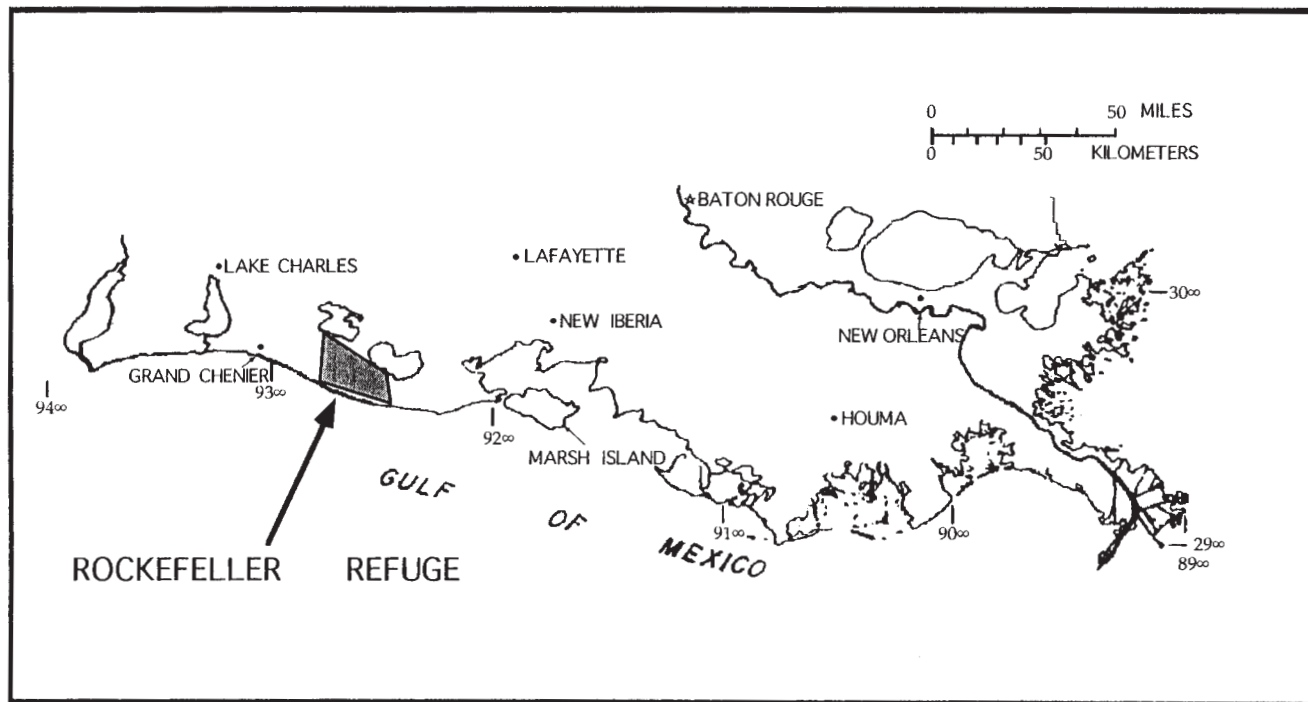 0 50 MILES
0 50 KILOMETERS
BATON ROUGE
LAKE CHARLES
LAFAYETTE
30∞
NEW IBERIA
NEW ORLEANS
GRAND CHENIER
93∞
94∞
HOUMA
92∞
MARSH ISLAND
GULF OF MEXICO
91∞
90∞
29∞
89∞
ROCKEFELLER REFUGE